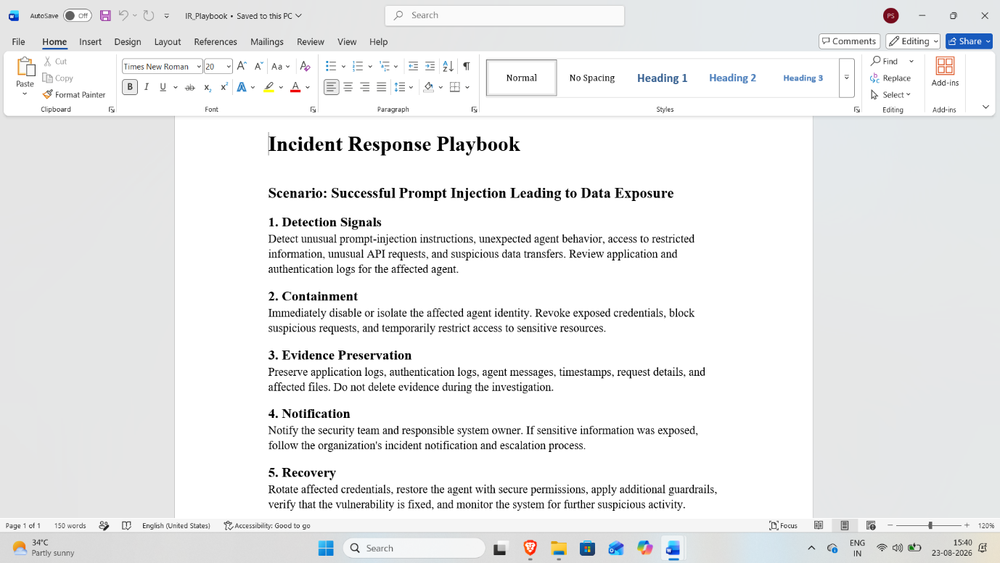 AutoSave Off IR_Playbook • Saved to this PC Search PS
File Home Insert Design Layout References Mailings Review View Help Comments Editing Share
Paste Cut Copy Format Painter
Clipboard
Times New Roman 20 Aa
B I U ab x₂ x² A A
Font
Paragraph
Normal No Spacing Heading 1 Heading 2 Heading 3
Styles
Find
Replace
Select
Editing
Add-ins
Add-ins
Incident Response Playbook
Scenario: Successful Prompt Injection Leading to Data Exposure
1. Detection Signals
Detect unusual prompt-injection instructions, unexpected agent behavior, access to restricted
information, unusual API requests, and suspicious data transfers. Review application and
authentication logs for the affected agent.
2. Containment
Immediately disable or isolate the affected agent identity. Revoke exposed credentials, block
suspicious requests, and temporarily restrict access to sensitive resources.
3. Evidence Preservation
Preserve application logs, authentication logs, agent messages, timestamps, request details, and
affected files. Do not delete evidence during the investigation.
4. Notification
Notify the security team and responsible system owner. If sensitive information was exposed,
follow the organization's incident notification and escalation process.
5. Recovery
Rotate affected credentials, restore the agent with secure permissions, apply additional guardrails,
verify that the vulnerability is fixed, and monitor the system for further suspicious activity.
Page 1 of 1 150 words English (United States) Accessibility: Good to go Focus 120%
34°C
Partly sunny
Search
ENG
IN
15:40
23-08-2026